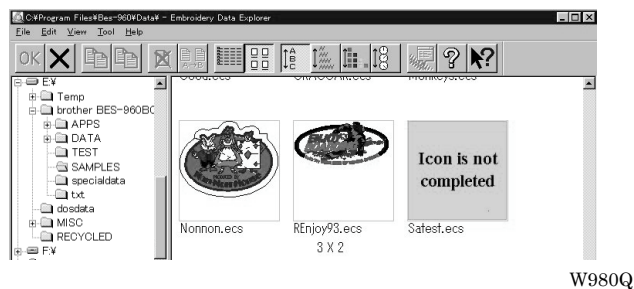 C:¥Program Files¥Bes-960¥Data¥ - Embroidery Data Explorer
File Edit View Tool Help
OK
A→B
A
B
C
E:¥
Temp
brother BES-960BC
APPS
DATA
TEST
SAMPLES
specialdata
txt
dosdata
MISC
RECYCLED
F:¥
Monkeys.ecs
Icon is not
completed
Nonnon.ecs
REnjoy93.ecs
Satest.ecs
3 X 2
W980Q